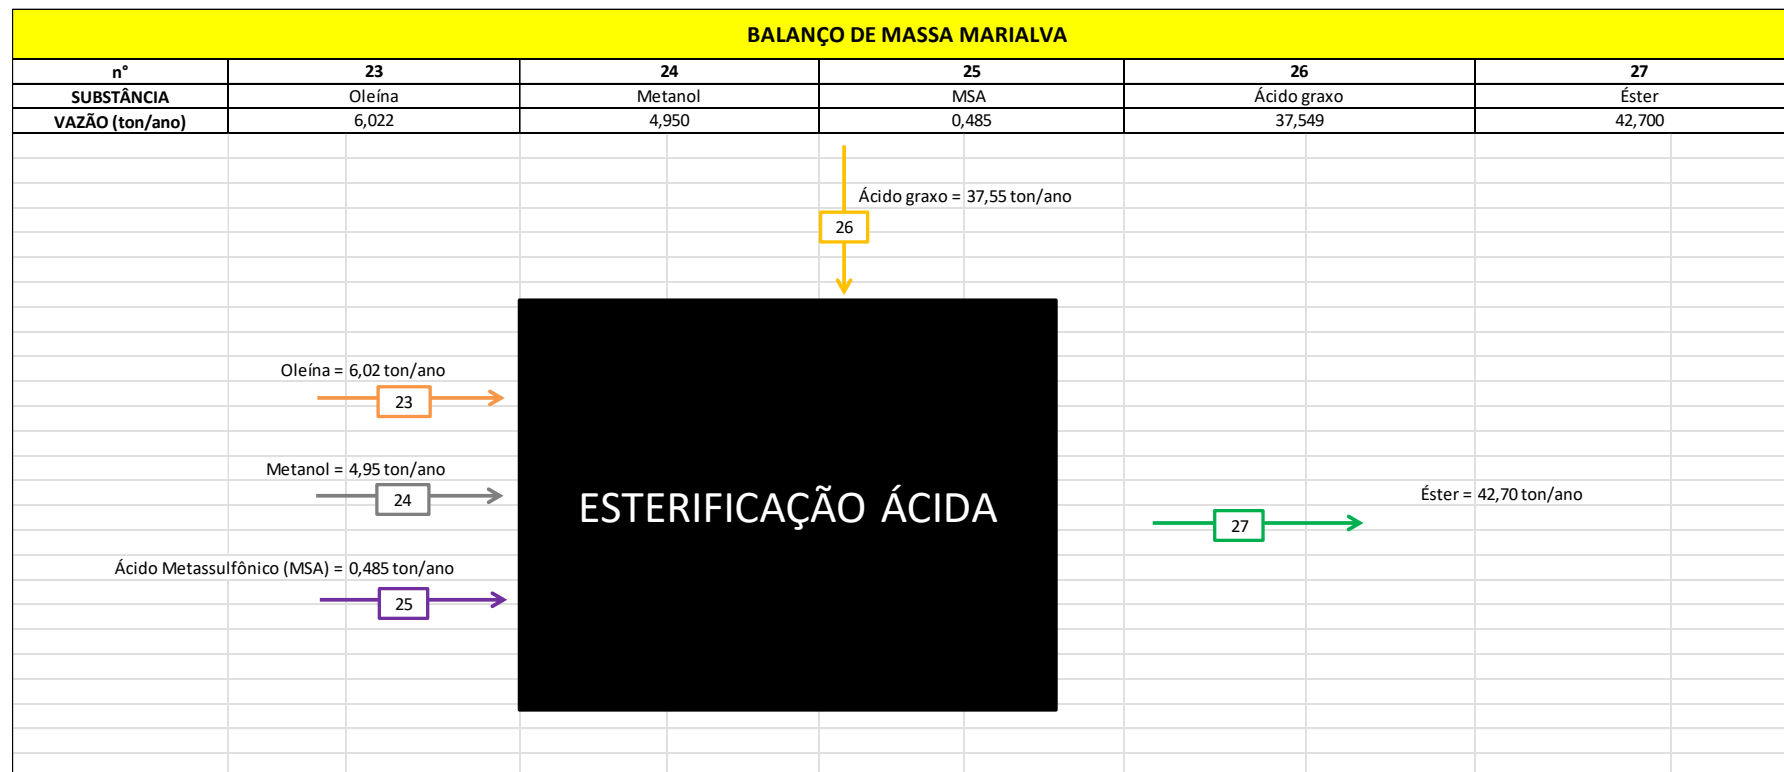 BALANÇO DE MASSA MARIALVA
n° 23 24 25 26 27
SUBSTÂNCIA Oleína Metanol MSA Ácido graxo Éster
VAZÃO (ton/ano) 6,022 4,950 0,485 37,549 42,700
Ácido graxo = 37,55 ton/ano
26
Oleína = 6,02 ton/ano
23
Metanol = 4,95 ton/ano
24
ESTERIFICAÇÃO ÁCIDA
Éster = 42,70 ton/ano
27
Ácido Metassulfônico (MSA) = 0,485 ton/ano
25